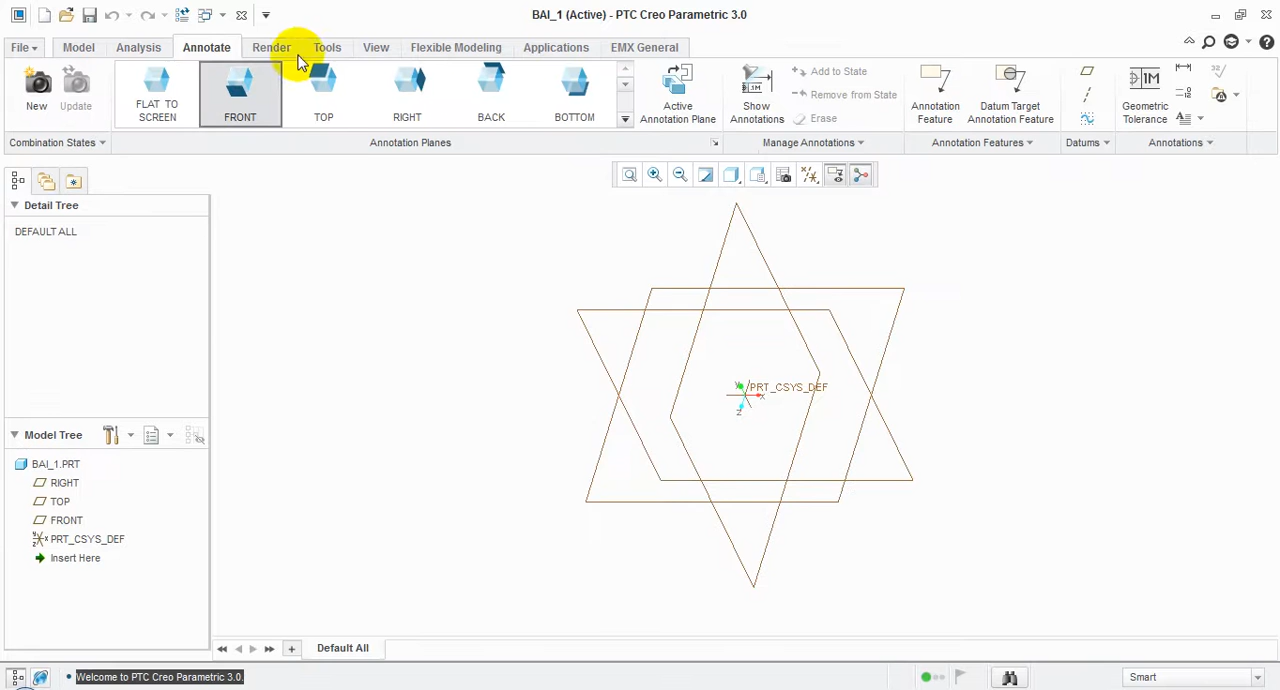 BAI_1 (Active) - PTC Creo Parametric 3.0
File Model Analysis Annotate Render Tools View Flexible Modeling Applications EMX General
New Update FLAT TO SCREEN FRONT TOP RIGHT BACK BOTTOM Active Annotation Plane Show Annotations Add to State Remove from State Erase Annotation Feature Datum Target Annotation Feature Geometric Tolerance
Combination States Annotation Planes Manage Annotations Annotation Features Datums Annotations
Detail Tree
DEFAULT ALL
PRT_CSYS_DEF
Y
X
Z
Model Tree
BAI_1.PRT
RIGHT
TOP
FRONT
PRT_CSYS_DEF
Insert Here
Default All
Welcome to PTC Creo Parametric 3.0.
Smart